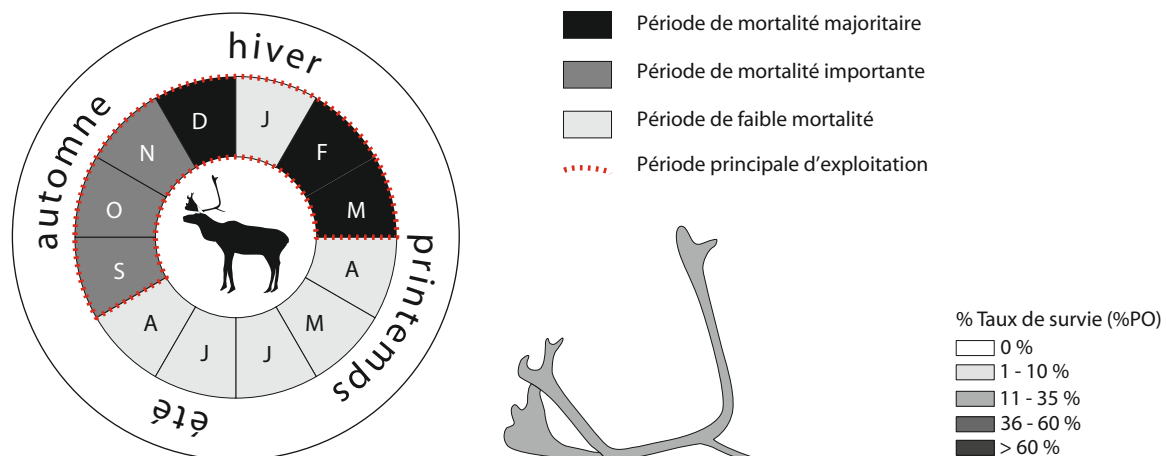 hiver
printemps
été
automne
J
F
M
A
M
J
J
A
S
O
N
D
Période de mortalité majoritaire
Période de mortalité importante
Période de faible mortalité
Période principale d'exploitation
% Taux de survie (%PO)
0 %
1 - 10 %
11 - 35 %
36 - 60 %
> 60 %